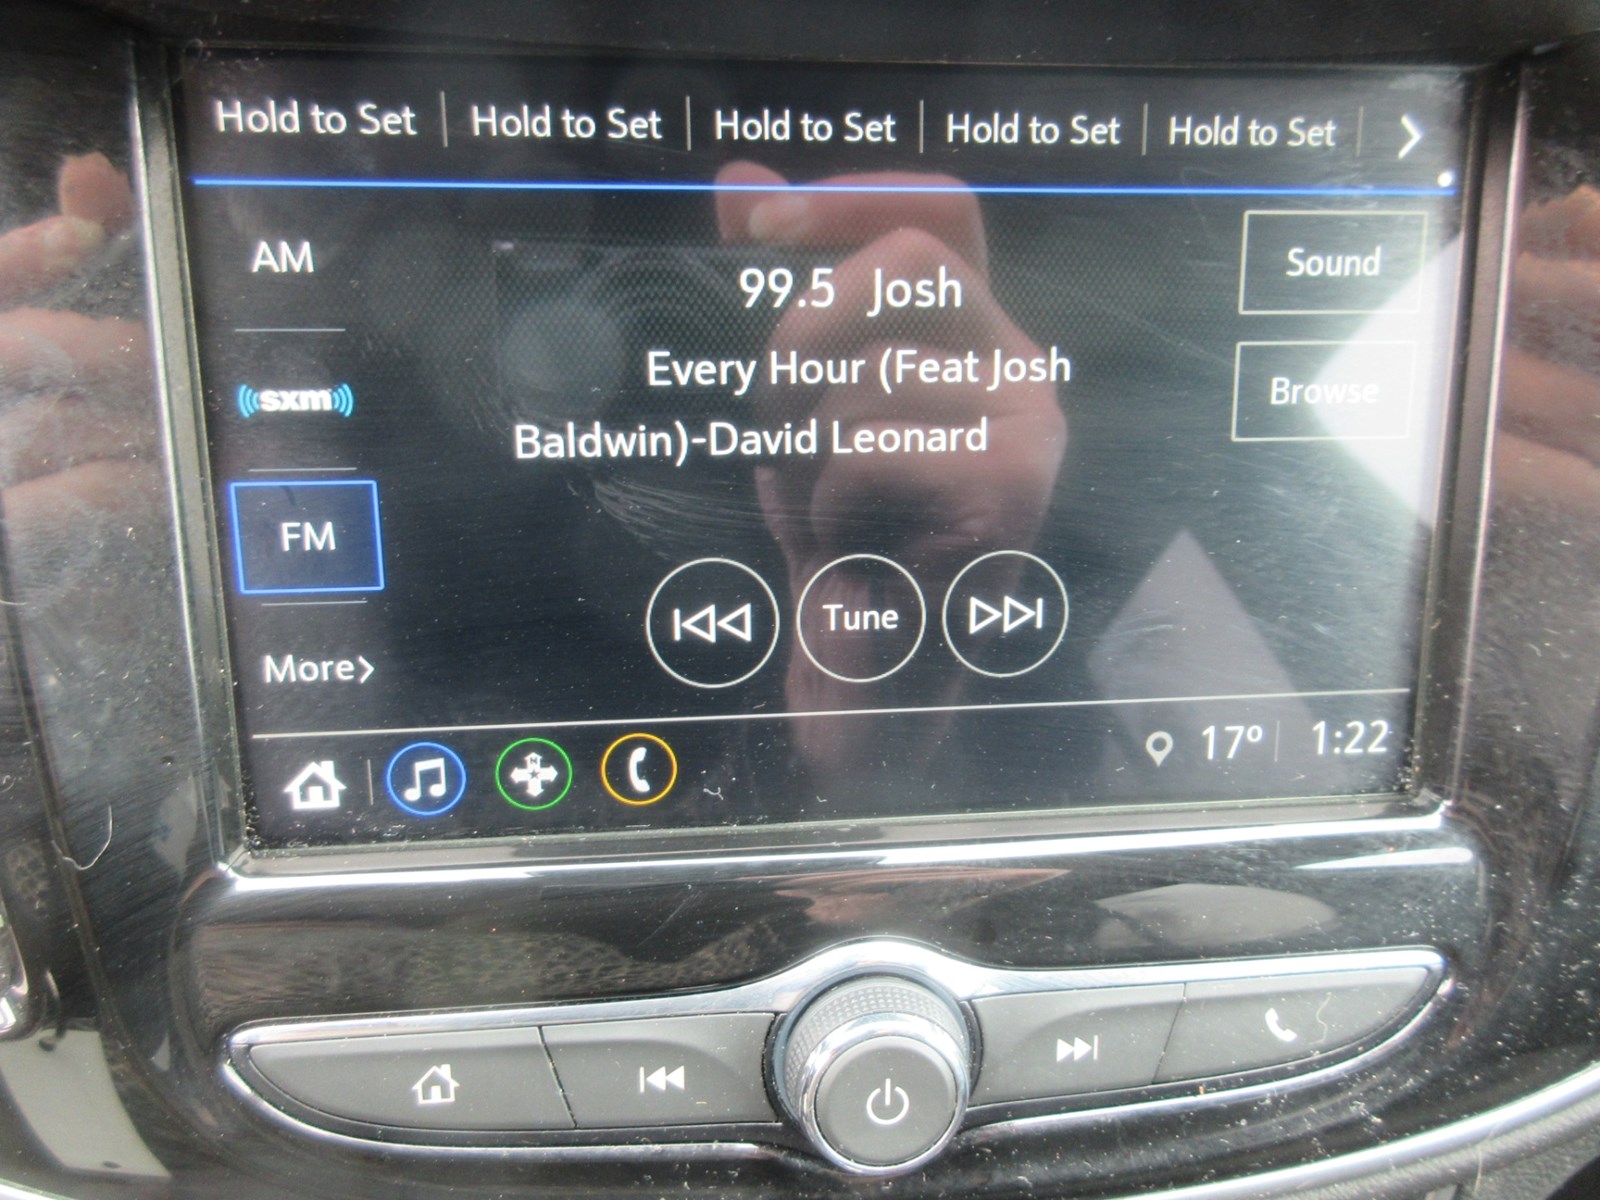 Hold to Set Hold to Set Hold to Set Hold to Set Hold to Set
AM
sxm
FM
More>
99.5 Josh
Every Hour (Feat Josh
Baldwin)-David Leonard
Tune
Sound
Browse
17° 1:22